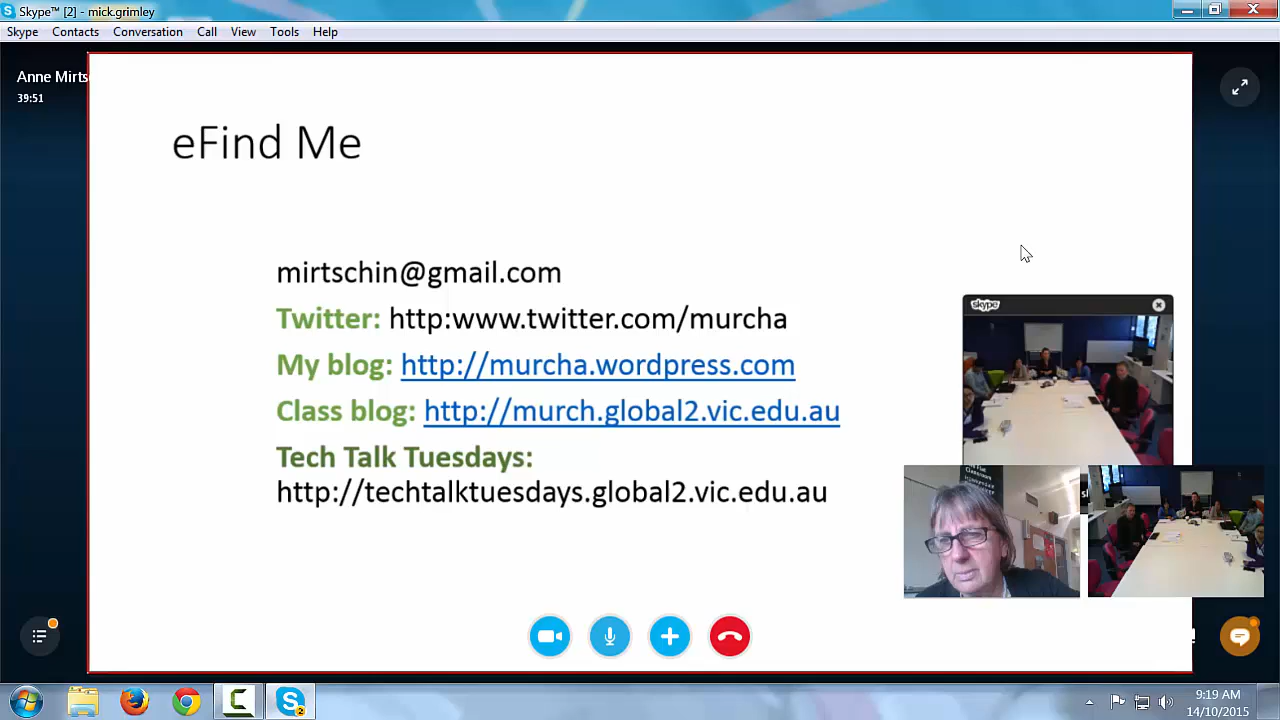 Skype™ [2] - mick.grimley
Skype Contacts Conversation Call View Tools Help
Anne Mirts
39:51
eFind Me
mirtschin@gmail.com
Twitter: http:www.twitter.com/murcha
My blog: http://murcha.wordpress.com
Class blog: http://murch.global2.vic.edu.au
Tech Talk Tuesdays:
http://techtalktuesdays.global2.vic.edu.au
skype
9:19 AM
14/10/2015